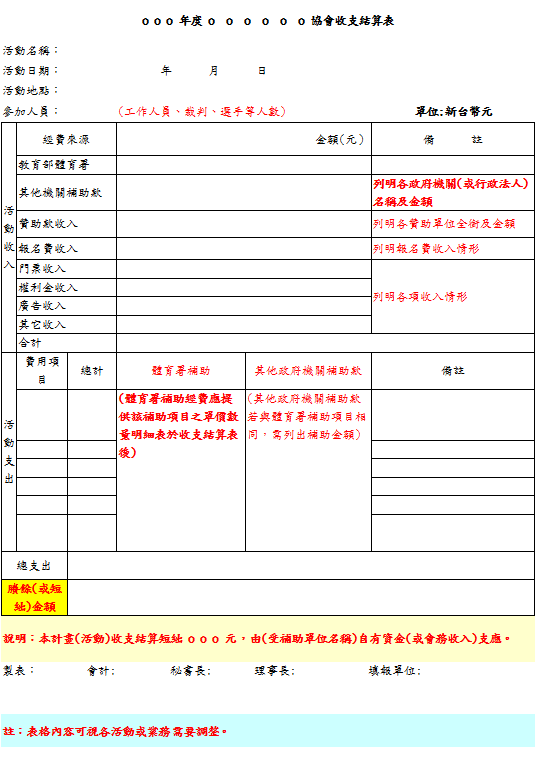 ooo 年度 o o o o o o 協會收支結算表
活動名稱：
活動日期： 年 月 日
活動地點：
參加人員： (工作人員、裁判、選手等人數) 單位:新台幣元
活動收入
經費來源 金額(元) 備 註
教育部體育署
其他機關補助款 列明各政府機關(或行政法人)
名稱及金額
贊助款收入 列明各贊助單位全銜及金額
報名費收入 列明報名費收入情形
門票收入
權利金收入
列明各項收入情形
廣告收入
其它收入
合計
活動支出
費用項
目 總計 體育署補助 其他政府機關補助款 備註
(體育署補助經費應提
供該補助項目之單價數
量明細表於收支結算表
後)
(其他政府機關補助款
若與體育署補助項目相
同，需列出補助金額)
總支出
賸餘(或短
絀)金額
說明：本計畫(活動)收支結算短絀 o o o 元，由(受補助單位名稱)自有資金(或會務收入)支應。
製表： 會計: 秘書長: 理事長: 填報單位:
註：表格內容可視各活動或業務需要調整。